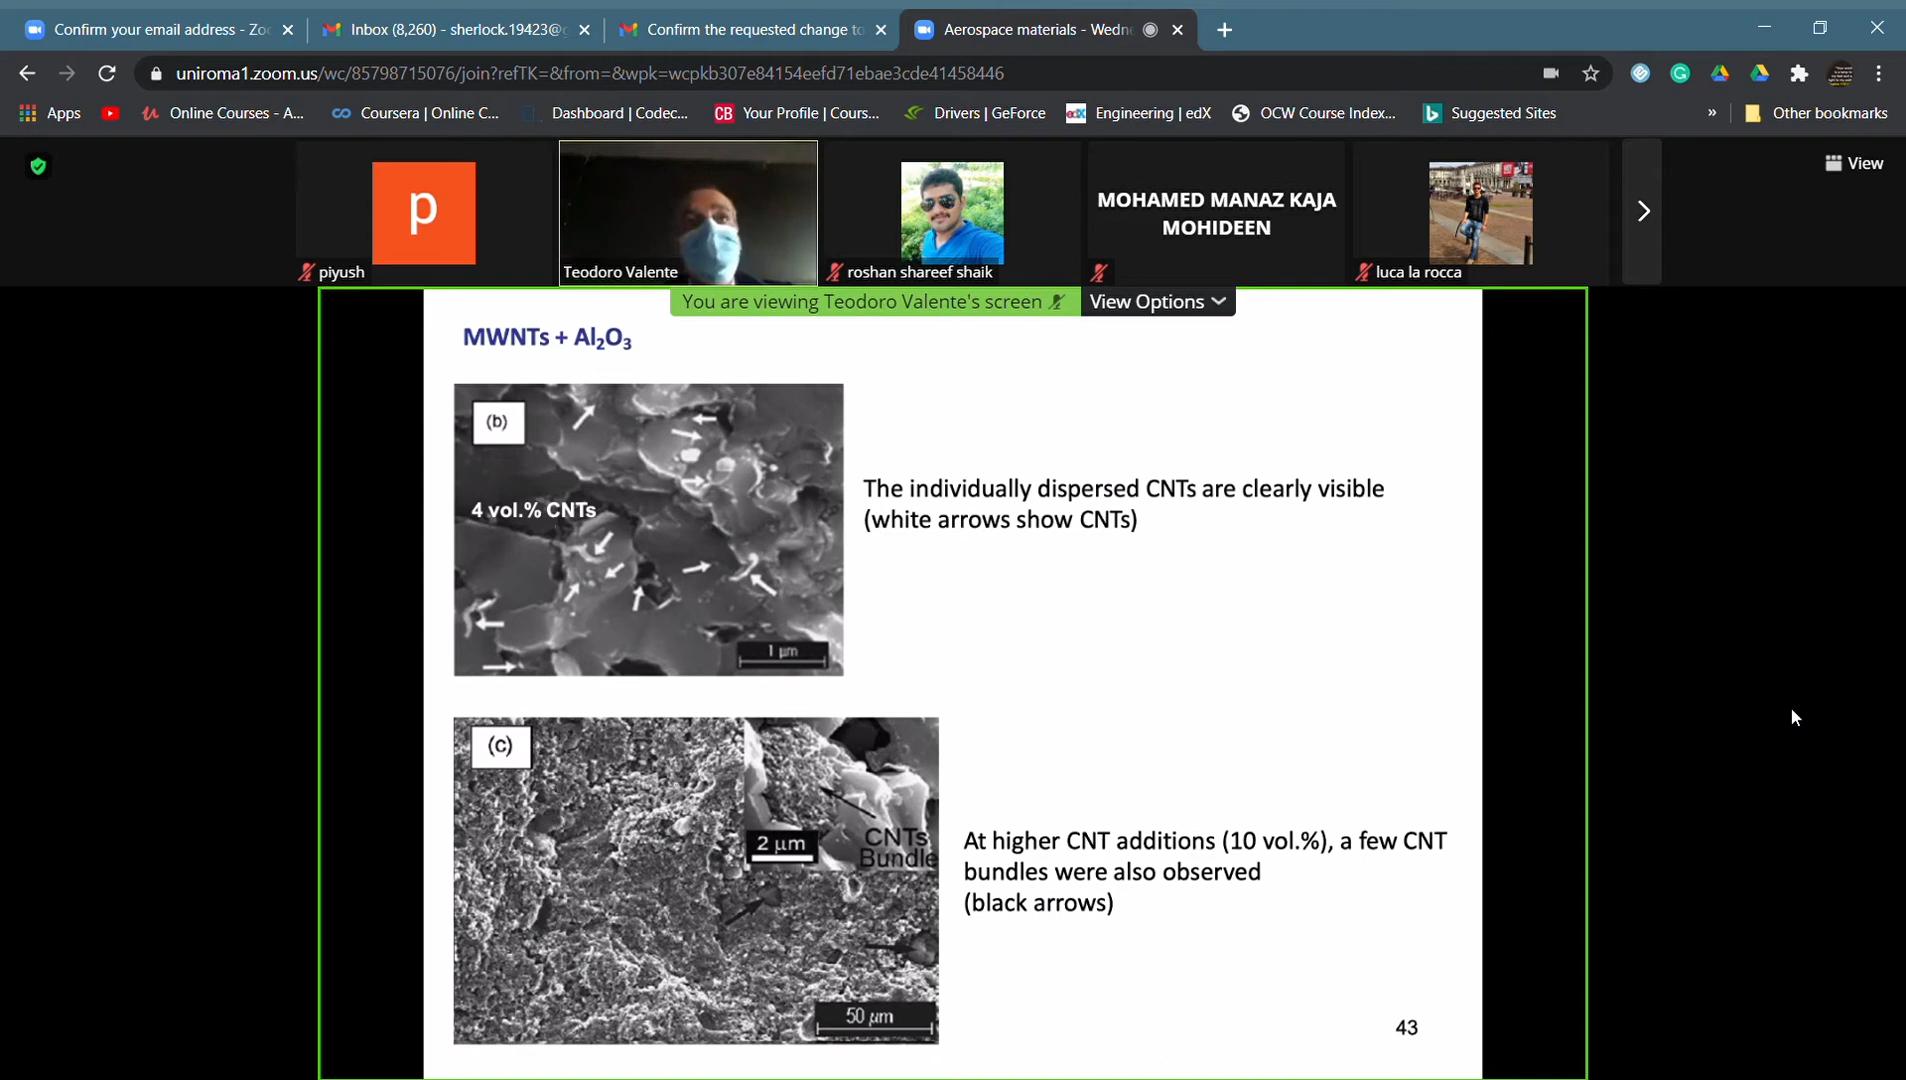 Confirm your email address - Zoo
Inbox (8,260) - sherlock.19423@g
Confirm the requested change to
Aerospace materials - Wedn
uniroma1.zoom.us/wc/85798715076/join?refTK=&from=&wpk=wcpkb307e84154eefd71ebae3cde41458446
Apps
Online Courses - A...
Coursera | Online C...
Dashboard | Codec...
CB
Your Profile | Cours...
Drivers | GeForce
edX
Engineering | edX
OCW Course Index...
Suggested Sites
»
Other bookmarks
p
piyush
Teodoro Valente
roshan shareef shaik
MOHAMED MANAZ KAJA
MOHIDEEN
luca la rocca
View
You are viewing Teodoro Valente's screen
View Options
MWNTs + Al₂O₃
(b)
4 vol.% CNTs
1 μm
The individually dispersed CNTs are clearly visible
(white arrows show CNTs)
(c)
2 μm
CNTs
Bundle
50 μm
At higher CNT additions (10 vol.%), a few CNT
bundles were also observed
(black arrows)
43